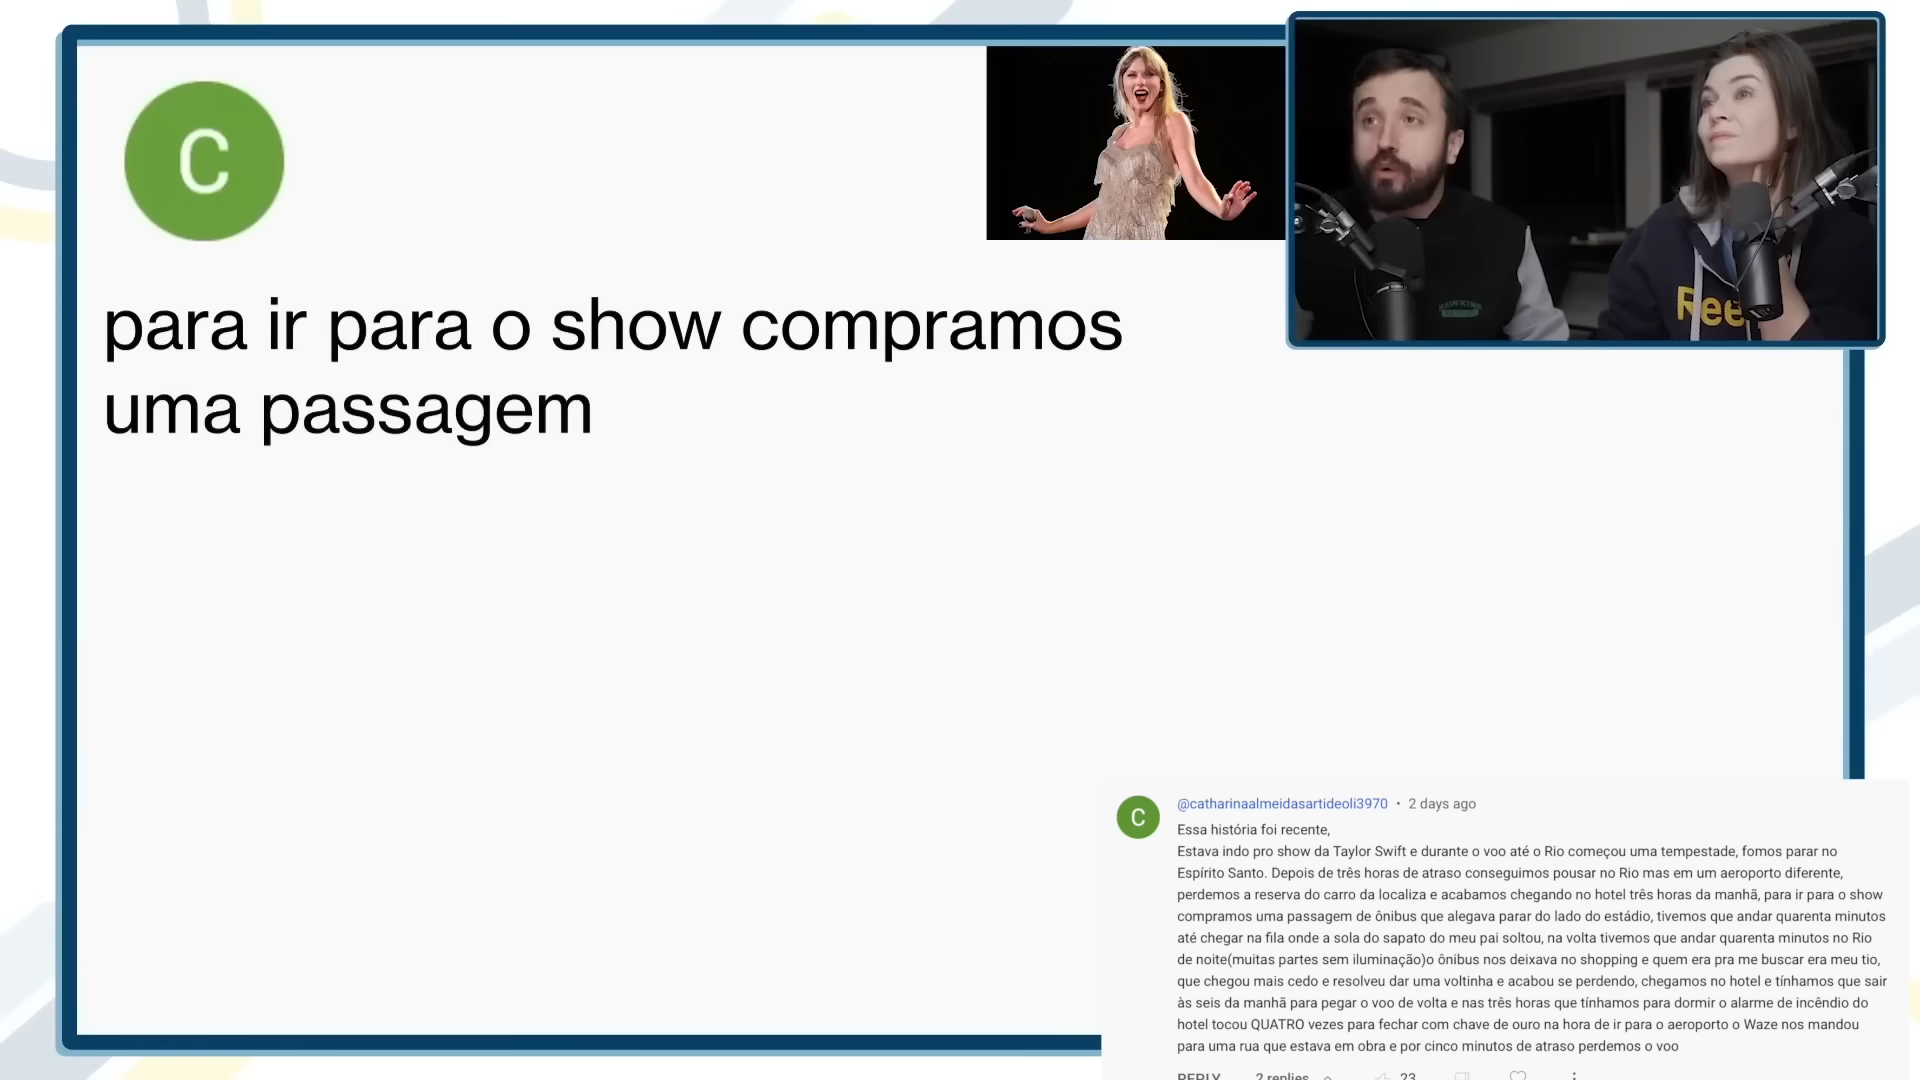 C
para ir para o show compramos
uma passagem
Ree
C
@catharinaalmeidasartideoli3970 • 2 days ago
Essa história foi recente,
Estava indo pro show da Taylor Swift e durante o voo até o Rio começou uma tempestade, fomos parar no
Espírito Santo. Depois de três horas de atraso conseguimos pousar no Rio mas em um aeroporto diferente,
perdemos a reserva do carro da localiza e acabamos chegando no hotel três horas da manhã, para ir para o show
compramos uma passagem de ônibus que alegava parar do lado do estádio, tivemos que andar quarenta minutos
até chegar na fila onde a sola do sapato do meu pai soltou, na volta tivemos que andar quarenta minutos no Rio
de noite(muitas partes sem iluminação)o ônibus nos deixava no shopping e quem era pra me buscar era meu tio,
que chegou mais cedo e resolveu dar uma voltinha e acabou se perdendo, chegamos no hotel e tínhamos que sair
às seis da manhã para pegar o voo de volta e nas três horas que tínhamos para dormir o alarme de incêndio do
hotel tocou QUATRO vezes para fechar com chave de ouro na hora de ir para o aeroporto o Waze nos mandou
para uma rua que estava em obra e por cinco minutos de atraso perdemos o voo
REPLY 2 replies 23